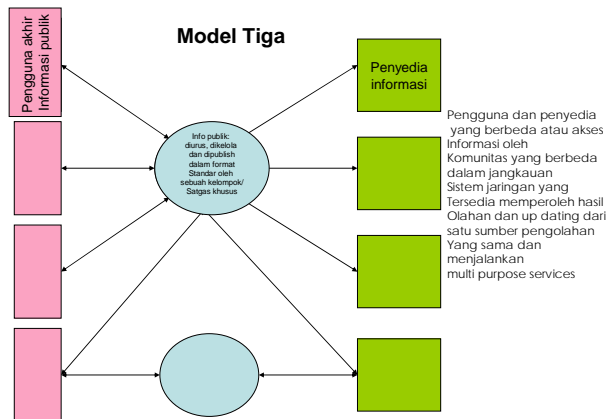 Model Tiga
Pengguna akhir
Informasi publik
Info publik:
diurus, dikelola
dan dipublish
dalam format
Standar oleh
sebuah kelompok/
Satgas khusus
Penyedia
informasi
Pengguna dan penyedia
yang berbeda atau akses
Informasi oleh
Komunitas yang berbeda
dalam jangkauan
Sistem jaringan yang
Tersedia memperoleh hasil
Olahan dan up dating dari
satu sumber pengolahan
Yang sama dan
menjalankan
multi purpose services